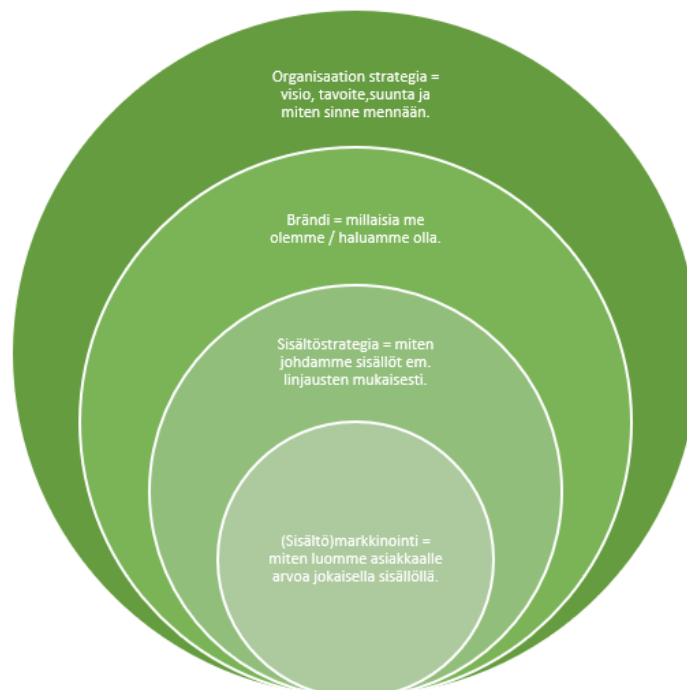 Organisaation strategia =
visio, tavoite,suunta ja
miten sinne mennään.
Brändi = millaisia me
olemme / haluamme olla.
Sisältöstrategia = miten
johdamme sisällöt em.
linjausten mukaisesti.
(Sisältö)markkinointi =
miten luomme asiakkaalle
arvoa jokaisella sisällöllä.